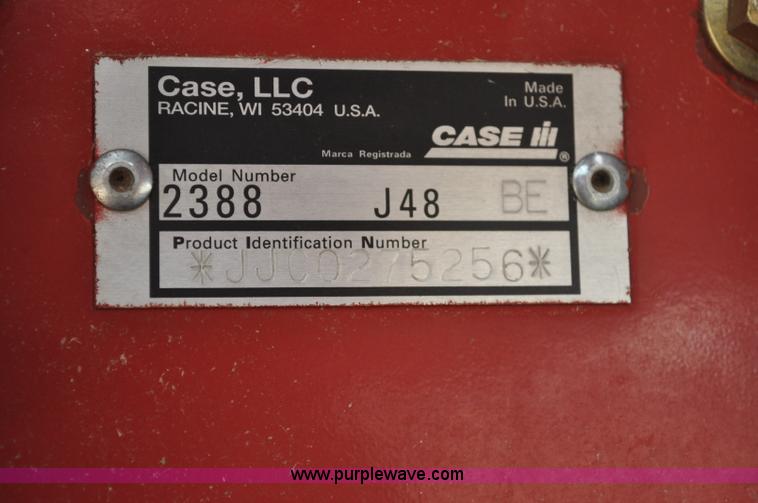 Case, LLC
RACINE, WI 53404 U.S.A.
Made
In U.S.A.
CASE IH
®
Marca Registrada
Model Number
2388 J48 BE
Product Identification Number
*JJC0275256*
www.purplewave.com